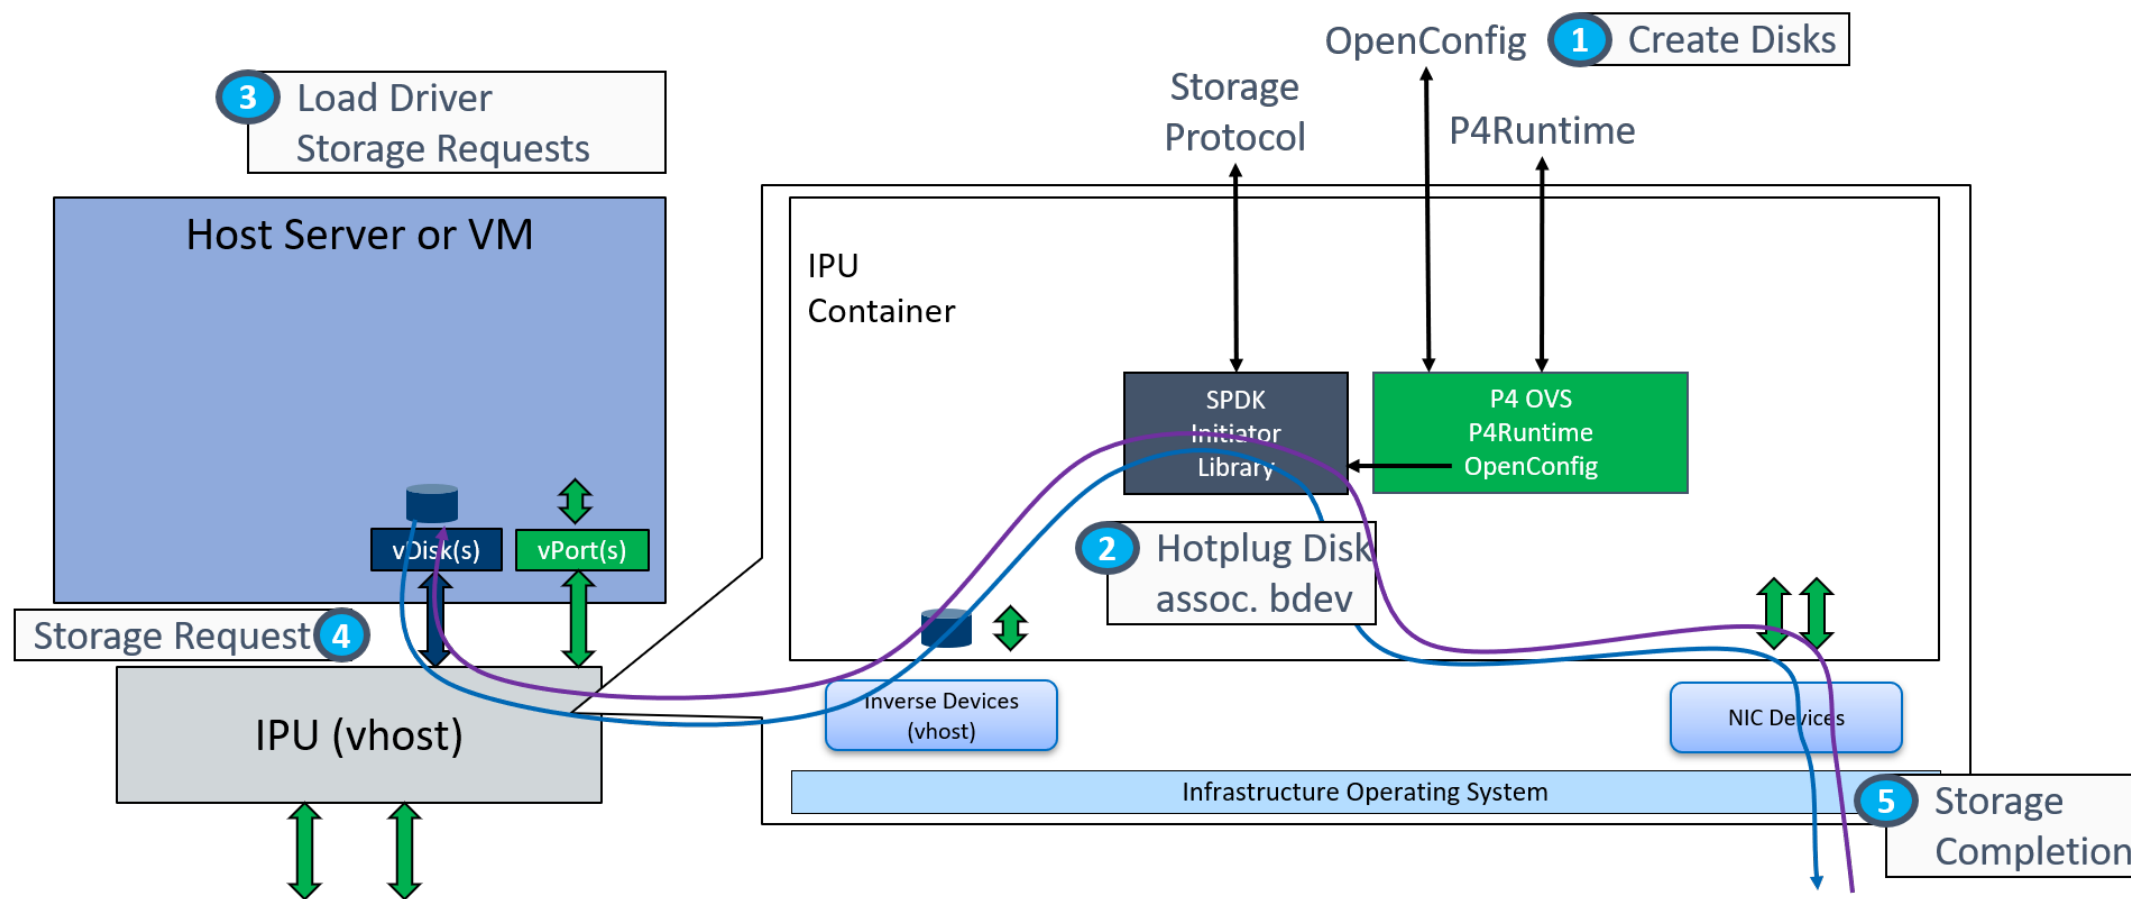 OpenConfig
1 Create Disks
3 Load Driver
Storage Requests
Storage
Protocol
P4Runtime
Host Server or VM
IPU
Container
SPDK
Initiator
Library
P4 OVS
P4Runtime
OpenConfig
vDisk(s)
vPort(s)
2 Hotplug Disk
assoc. bdev
Storage Request 4
IPU (vhost)
Inverse Devices
(vhost)
NIC Devices
Infrastructure Operating System
5 Storage
Completion